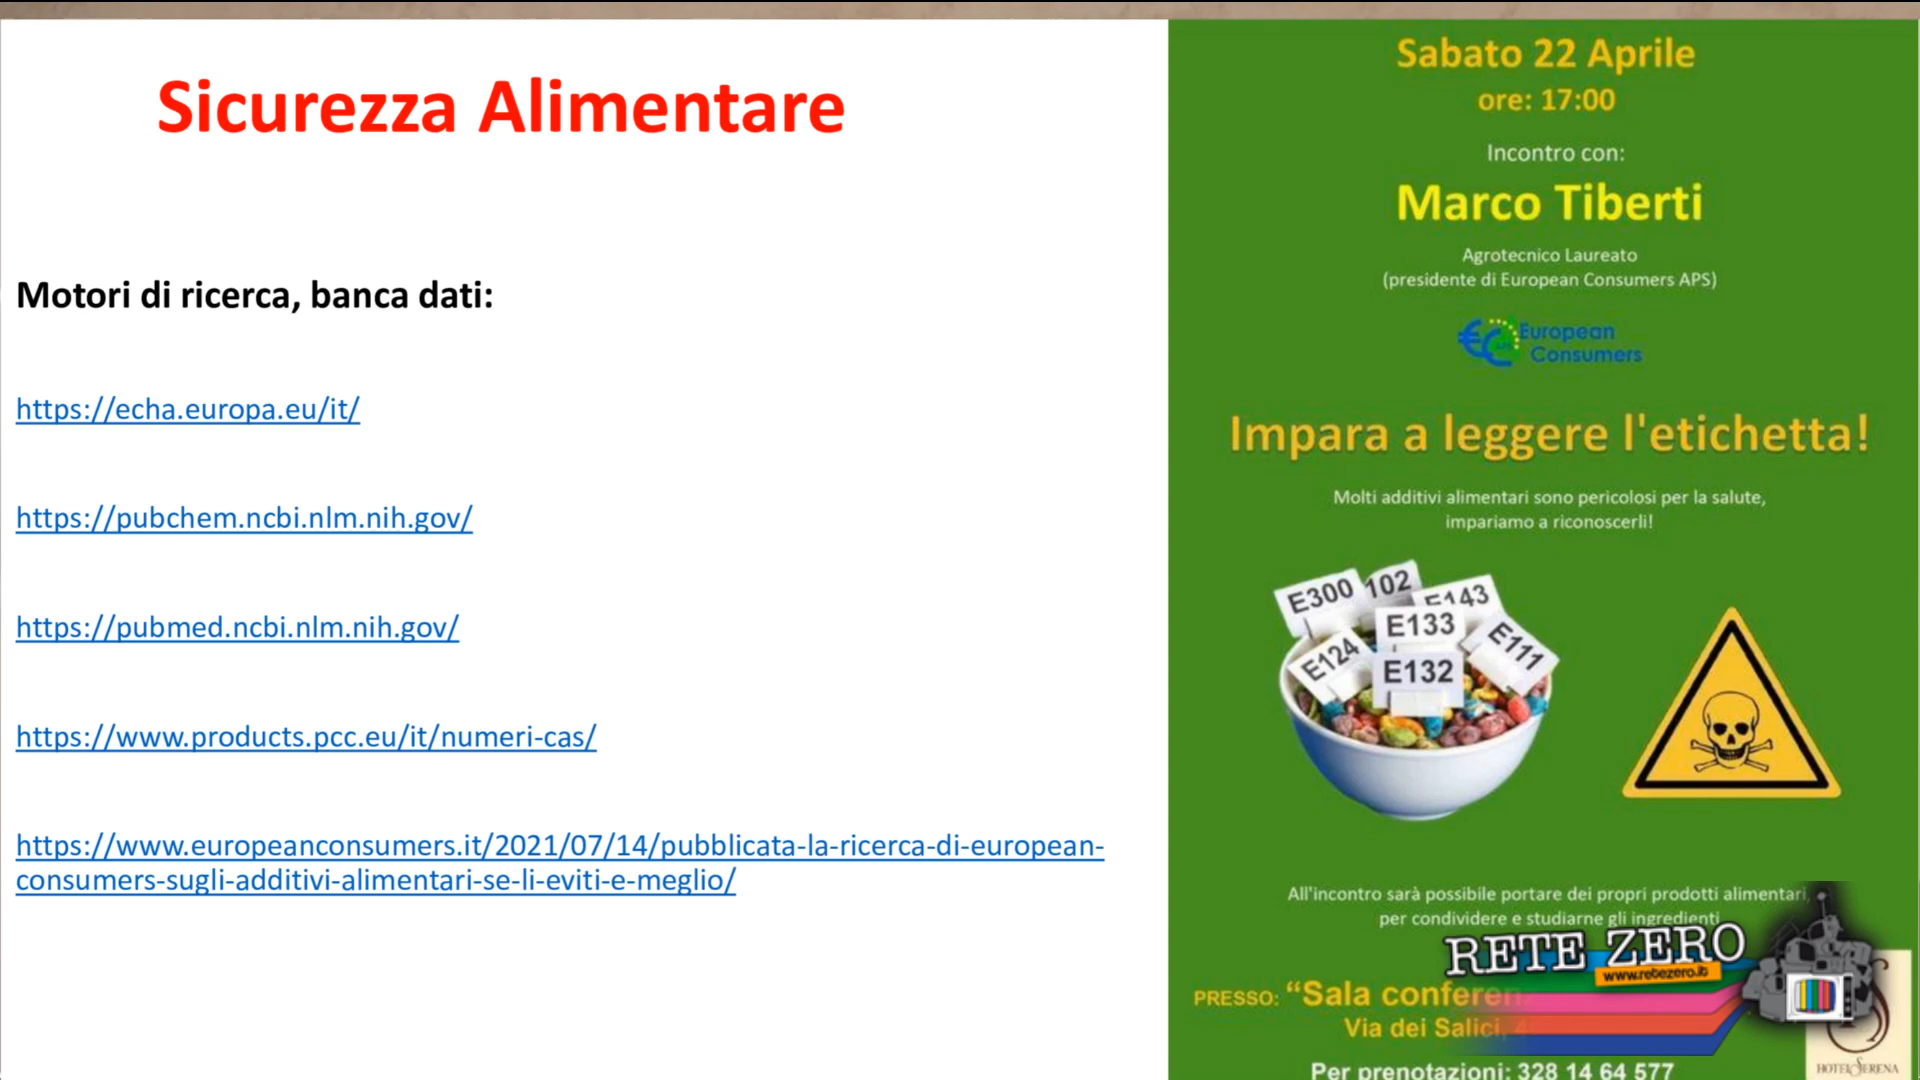 Sicurezza Alimentare
Motori di ricerca, banca dati:
https://echa.europa.eu/it/
https://pubchem.ncbi.nlm.nih.gov/
https://pubmed.ncbi.nlm.nih.gov/
https://www.products.pcc.eu/it/numeri-cas/
https://www.europeanconsumers.it/2021/07/14/pubblicata-la-ricerca-di-european-
consumers-sugli-additivi-alimentari-se-li-eviti-e-meglio/
Sabato 22 Aprile
ore: 17:00
Incontro con:
Marco Tiberti
Agrotecnico Laureato
(presidente di European Consumers APS)
European
Consumers
Impara a leggere l'etichetta!
Molti additivi alimentari sono pericolosi per la salute,
impariamo a riconoscerli!
E300
102
E143
E133
E124
E111
E132
All'incontro sarà possibile portare dei propri prodotti alimentari,
per condividere e studiarne gli ingredienti
RETE ZERO
www.retezero.it
PRESSO: “Sala
Via dei Salici,
Per prenotazioni: 328 14 64 577
HOTEL SERENA